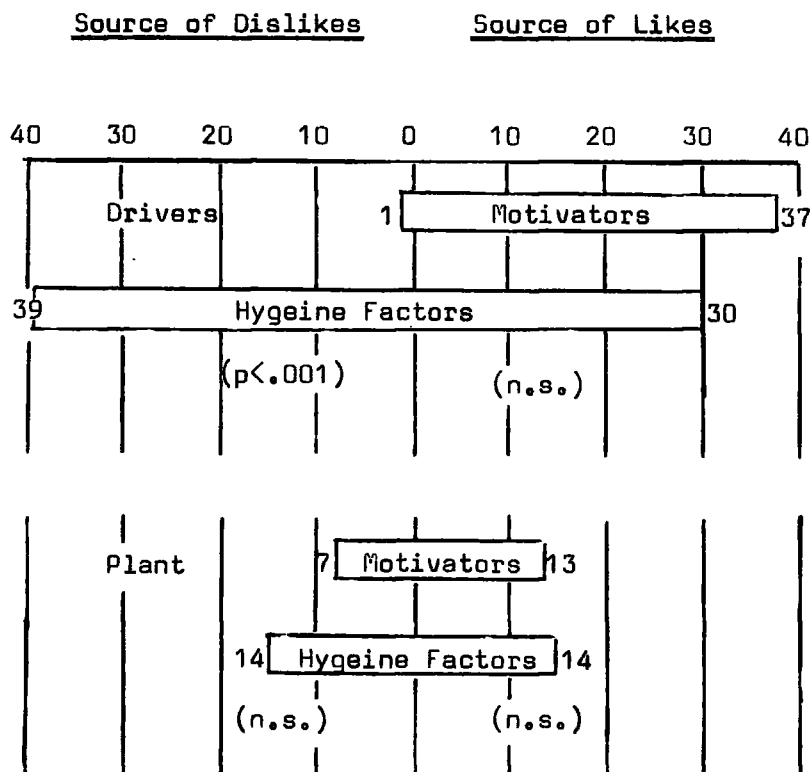 Source of Dislikes Source of Likes
40 30 20 10 0 10 20 30 40
Drivers 1 Motivators 37
39 Hygeine Factors 30
(p<.001) (n.s.)
Plant 7 Motivators 13
14 Hygeine Factors 14
(n.s.) (n.s.)